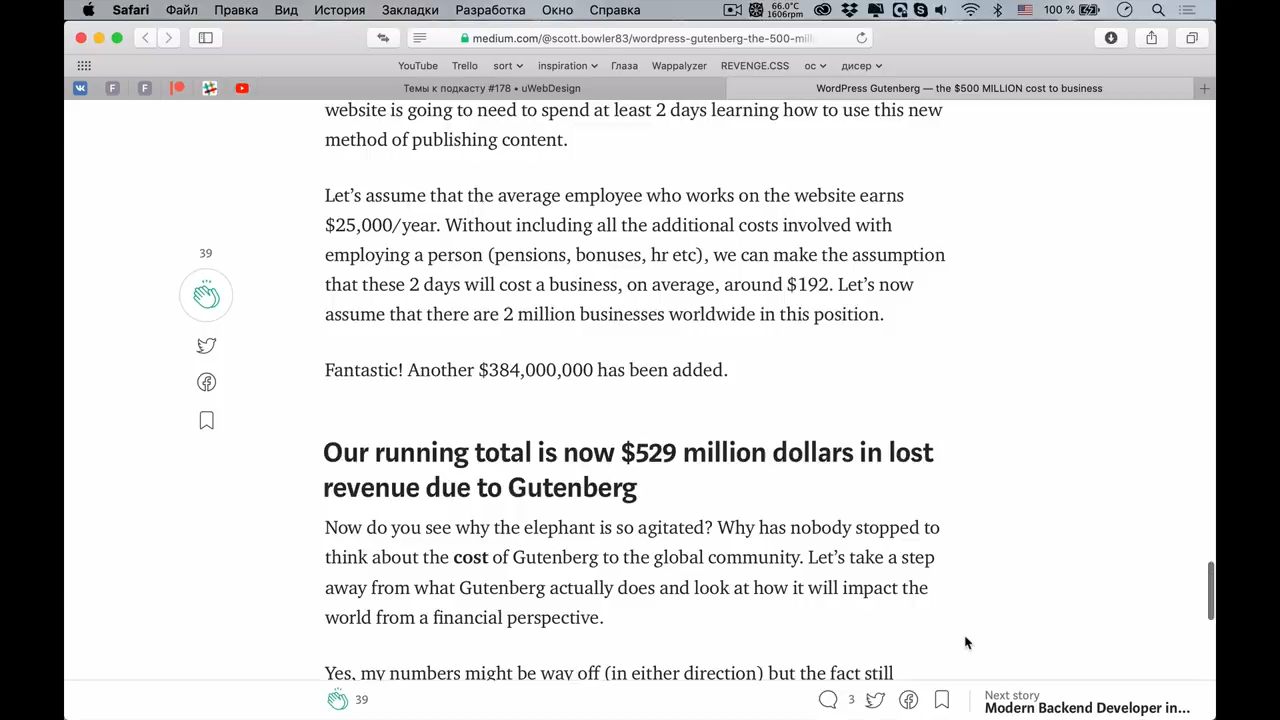 Safari Файл Правка Вид История Закладки Разработка Окно Справка 66.0°C 1606rpm 100 %
medium.com/@scott.bowler83/wordpress-gutenberg-the-500-mill
YouTube Trello sort inspiration Глаза Wappalyzer REVENGE.CSS ос дисер
F F Темы к подкасту #178 • uWebDesign WordPress Gutenberg — the $500 MILLION cost to business
website is going to need to spend at least 2 days learning how to use this new
method of publishing content.
Let’s assume that the average employee who works on the website earns
$25,000/year. Without including all the additional costs involved with
employing a person (pensions, bonuses, hr etc), we can make the assumption
that these 2 days will cost a business, on average, around $192. Let’s now
assume that there are 2 million businesses worldwide in this position.
39
Fantastic! Another $384,000,000 has been added.
Our running total is now $529 million dollars in lost
revenue due to Gutenberg
Now do you see why the elephant is so agitated? Why has nobody stopped to
think about the cost of Gutenberg to the global community. Let’s take a step
away from what Gutenberg actually does and look at how it will impact the
world from a financial perspective.
Yes, my numbers might be way off (in either direction) but the fact still
39 3
Next story
Modern Backend Developer in...